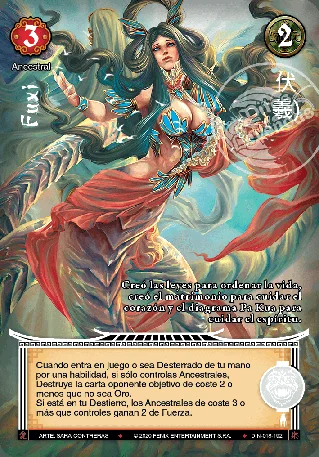 3
2
Ancestral
Fuxi
伏羲
Creó las leyes para ordenar la vida,
creó el matrimonio para cuidar el
corazón y el diagrama Pa Kua para
cuidar el espíritu.
Cuando entra en juego o sea Desterrado de tu mano
por una habilidad, si sólo controlas Ancestrales,
Destruye la carta oponente objetivo de coste 2 o
menos que no sea Oro.
Si está en tu Destierro, los Ancestrales de coste 3 o
más que controles ganan 2 de Fuerza.
ARTE: SARA CONTRERAS
© 2020 FENIX ENTERTAINMENT S.P.A.